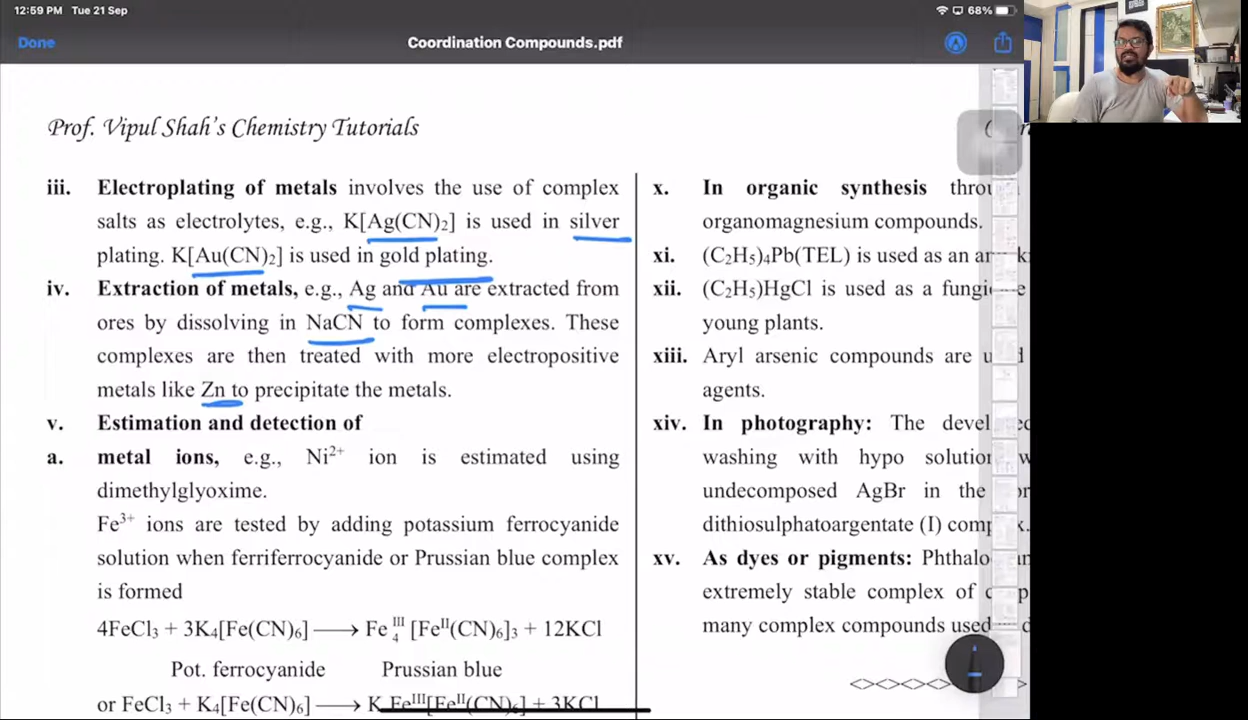 12:59 PM Tue 21 Sep
68%
Done
Coordination Compounds.pdf
Prof. Vipul Shah's Chemistry Tutorials
iii. Electroplating of metals involves the use of complex
salts as electrolytes, e.g., K[Ag(CN)₂] is used in silver
plating. K[Au(CN)₂] is used in gold plating.
iv. Extraction of metals, e.g., Ag and Au are extracted from
ores by dissolving in NaCN to form complexes. These
complexes are then treated with more electropositive
metals like Zn to precipitate the metals.
v. Estimation and detection of
a. metal ions, e.g., Ni²⁺ ion is estimated using
dimethylglyoxime.
Fe³⁺ ions are tested by adding potassium ferrocyanide
solution when ferriferrocyanide or Prussian blue complex
is formed
4FeCl₃ + 3K₄[Fe(CN)₆] ⟶ Fe₄ᴵᴵᴵ [Feᴵᴵ(CN)₆]₃ + 12KCl
Pot. ferrocyanide Prussian blue
or FeCl₃ + K₄[Fe(CN)₆] ⟶ K Feᴵᴵᴵ[Feᴵᴵ(CN)₆] + 3KCl
x. In organic synthesis
organomagnesium compounds.
xi. (C₂H₅)₄Pb(TEL) is used as an
xii. (C₂H₅)HgCl is used as a
young plants.
xiii. Aryl arsenic compounds are
agents.
xiv. In photography: The
washing with hypo
undecomposed AgBr in the
dithiosulphatoargentate (I)
xv. As dyes or pigments:
extremely stable complex of
many complex compounds used